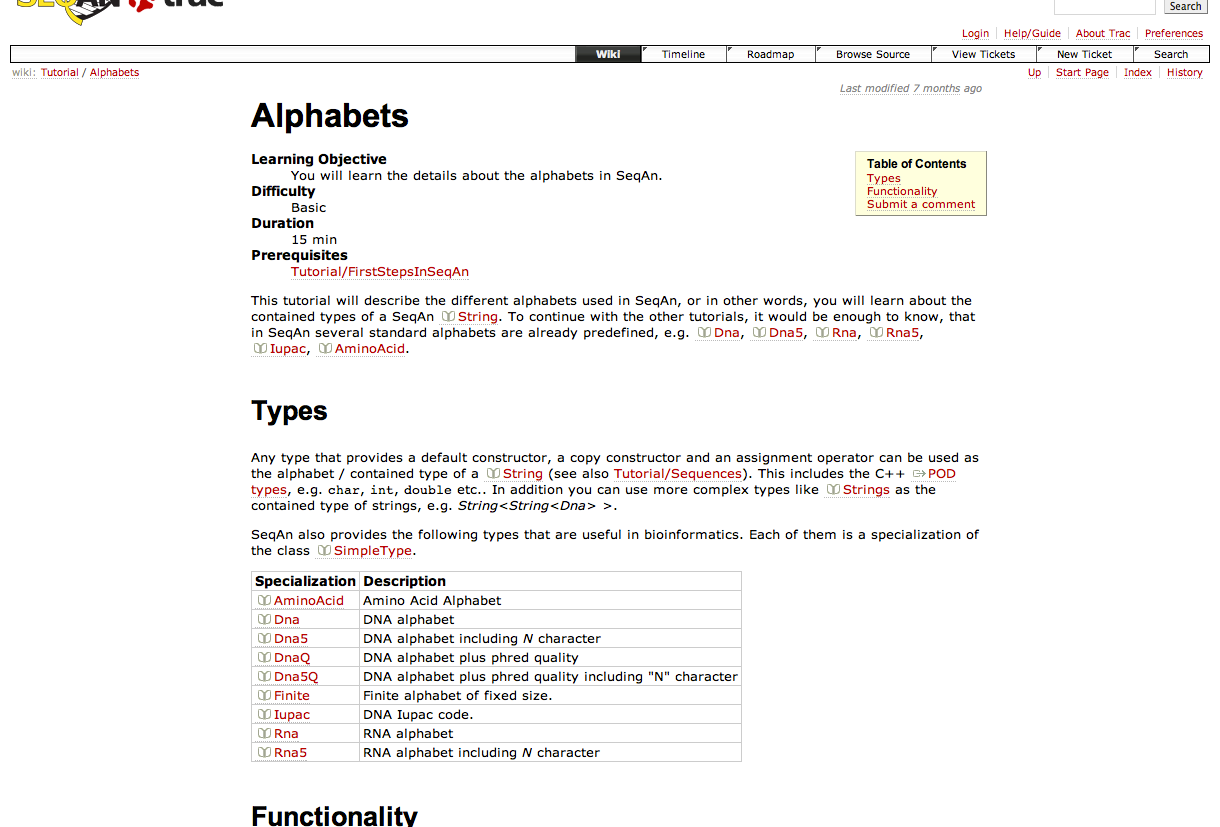 SEQAN trac
Search
Login Help/Guide About Trac Preferences
Wiki Timeline Roadmap Browse Source View Tickets New Ticket Search
wiki: Tutorial / Alphabets
Up Start Page Index History
Last modified 7 months ago
Alphabets
Learning Objective
You will learn the details about the alphabets in SeqAn.
Difficulty
Basic
Duration
15 min
Prerequisites
Tutorial/FirstStepsInSeqAn
Table of Contents
Types
Functionality
Submit a comment
This tutorial will describe the different alphabets used in SeqAn, or in other words, you will learn about the
contained types of a SeqAn String. To continue with the other tutorials, it would be enough to know, that
in SeqAn several standard alphabets are already predefined, e.g. Dna, Dna5, Rna, Rna5,
Iupac, AminoAcid.
Types
Any type that provides a default constructor, a copy constructor and an assignment operator can be used as
the alphabet / contained type of a String (see also Tutorial/Sequences). This includes the C++ POD
types, e.g. char, int, double etc.. In addition you can use more complex types like Strings as the
contained type of strings, e.g. String<String<Dna> >.
SeqAn also provides the following types that are useful in bioinformatics. Each of them is a specialization of
the class SimpleType.
Specialization Description
AminoAcid Amino Acid Alphabet
Dna DNA alphabet
Dna5 DNA alphabet including N character
DnaQ DNA alphabet plus phred quality
Dna5Q DNA alphabet plus phred quality including "N" character
Finite Finite alphabet of fixed size.
Iupac DNA Iupac code.
Rna RNA alphabet
Rna5 RNA alphabet including N character
Functionality